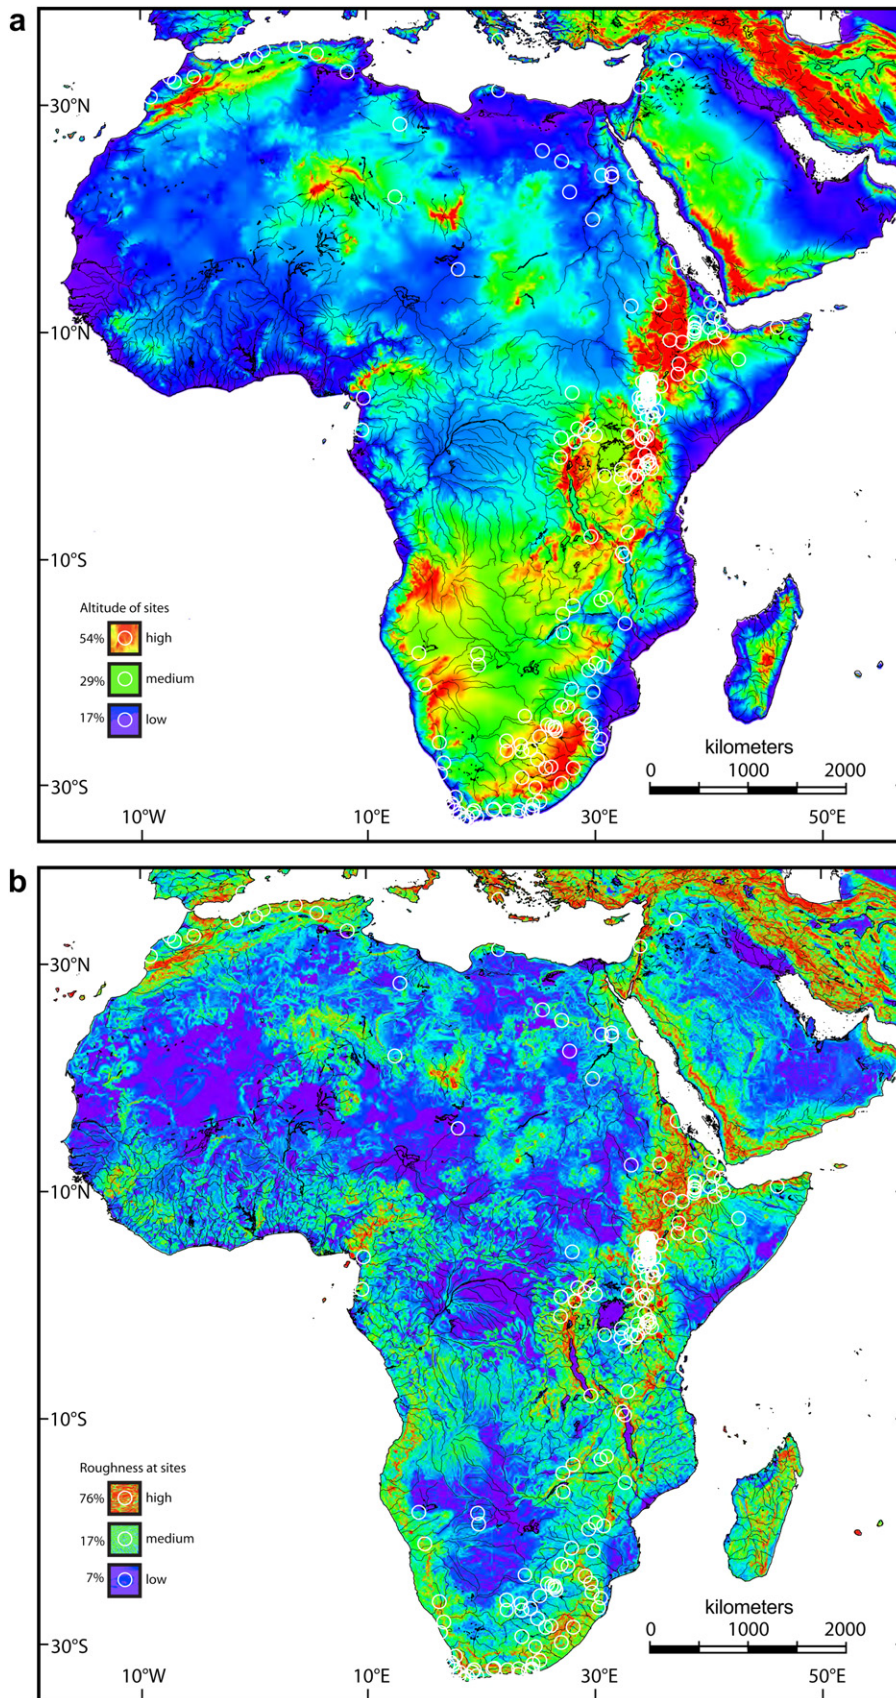 a
30°N
10°N
10°S
30°S
Altitude of sites
54% high
29% medium
17% low
kilometers
0 1000 2000
10°W 10°E 30°E 50°E
b
30°N
10°N
10°S
30°S
Roughness at sites
76% high
17% medium
7% low
kilometers
0 1000 2000
10°W 10°E 30°E 50°E